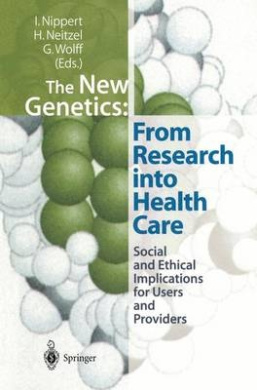 I. Nippert
H. Neitzel
G. Wolff
(Eds.)
The New
Genetics:
From
Research
into
Health
Care
Social
and Ethical
Implications
for Users
and
Providers
Springer